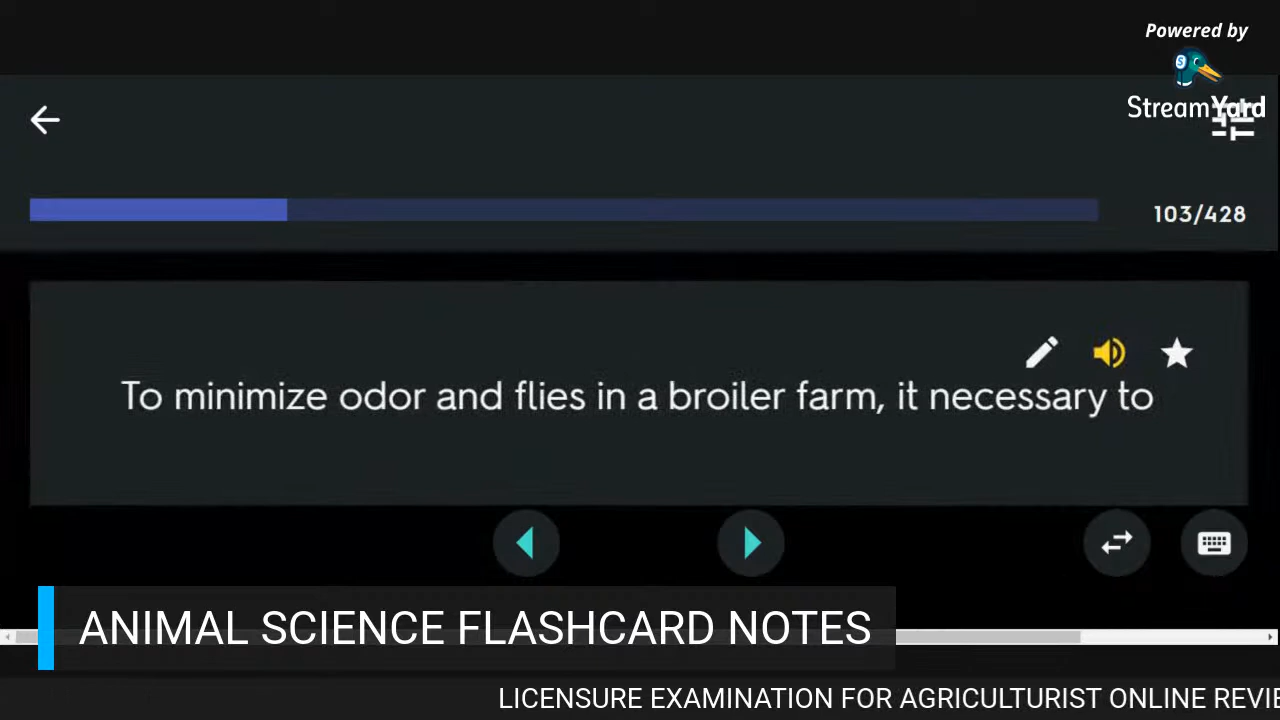 Powered by
StreamYard
103/428
To minimize odor and flies in a broiler farm, it necessary to
ANIMAL SCIENCE FLASHCARD NOTES
LICENSURE EXAMINATION FOR AGRICULTURIST ONLINE REVIE